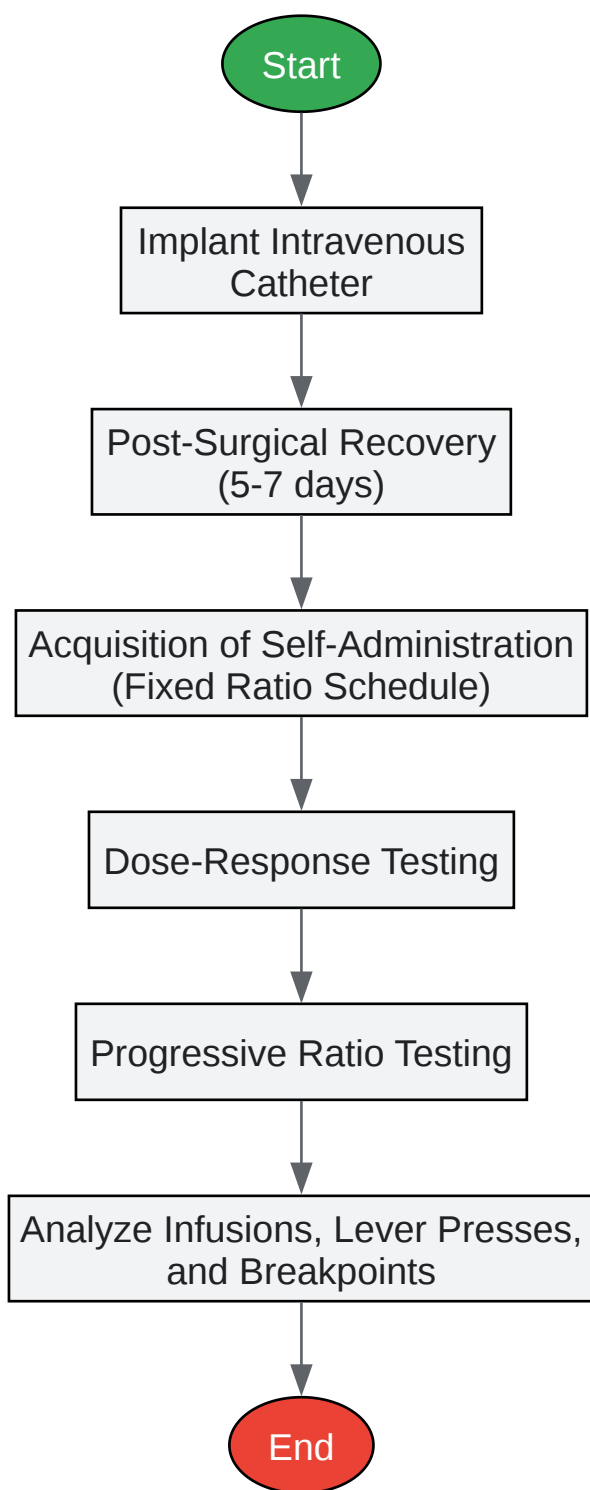 Start
Implant Intravenous
Catheter
Post-Surgical Recovery
(5-7 days)
Acquisition of Self-Administration
(Fixed Ratio Schedule)
Dose-Response Testing
Progressive Ratio Testing
Analyze Infusions, Lever Presses,
and Breakpoints
End